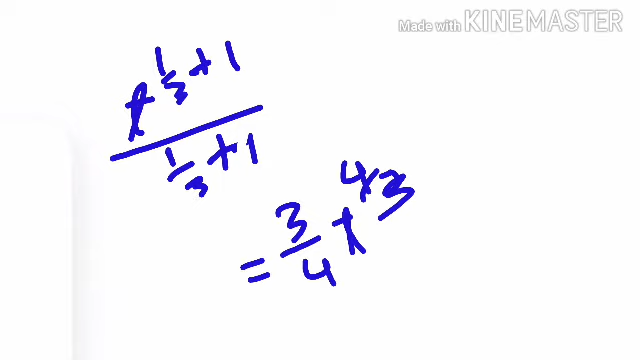 Made with KINEMASTER
t^(1/3 + 1)
/ (1/3 + 1)
= 3/4 t^(4/3)